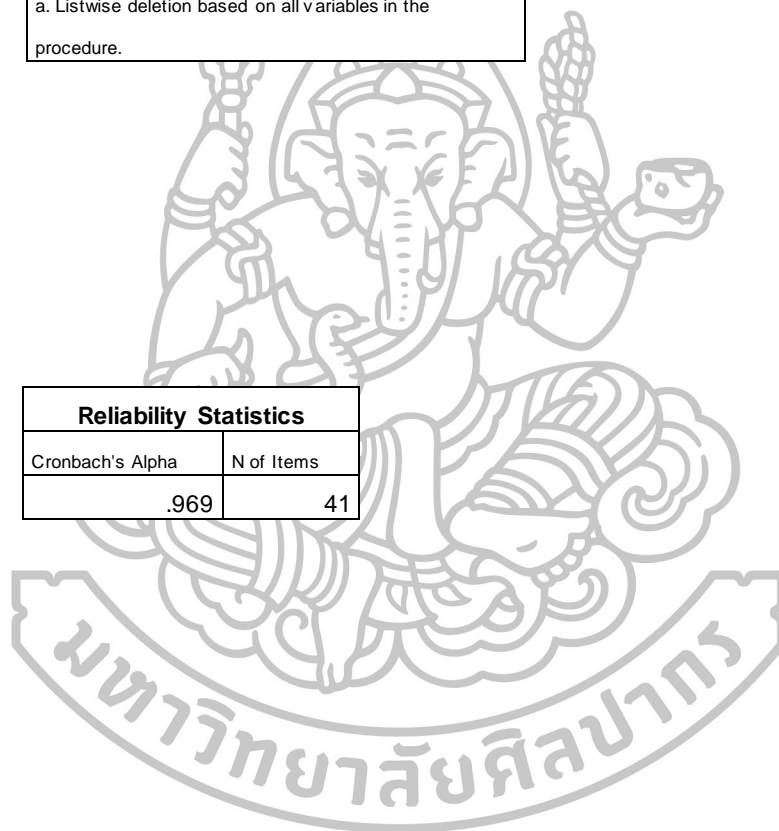 a. Listwise deletion based on all v ariables in the
procedure.
Reliability Statistics
Cronbach's Alpha N of Items
.969 41
มหาวิทยาลัยศิลปากร